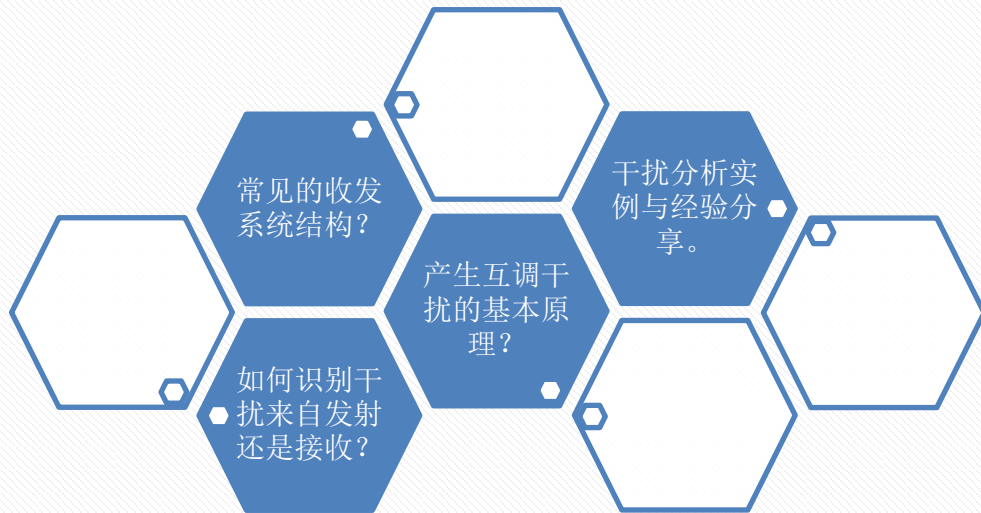 常见的收发
系统结构？
干扰分析实
例与经验分
享。
产生互调干
扰的基本原
理？
如何识别干
扰来自发射
还是接收？